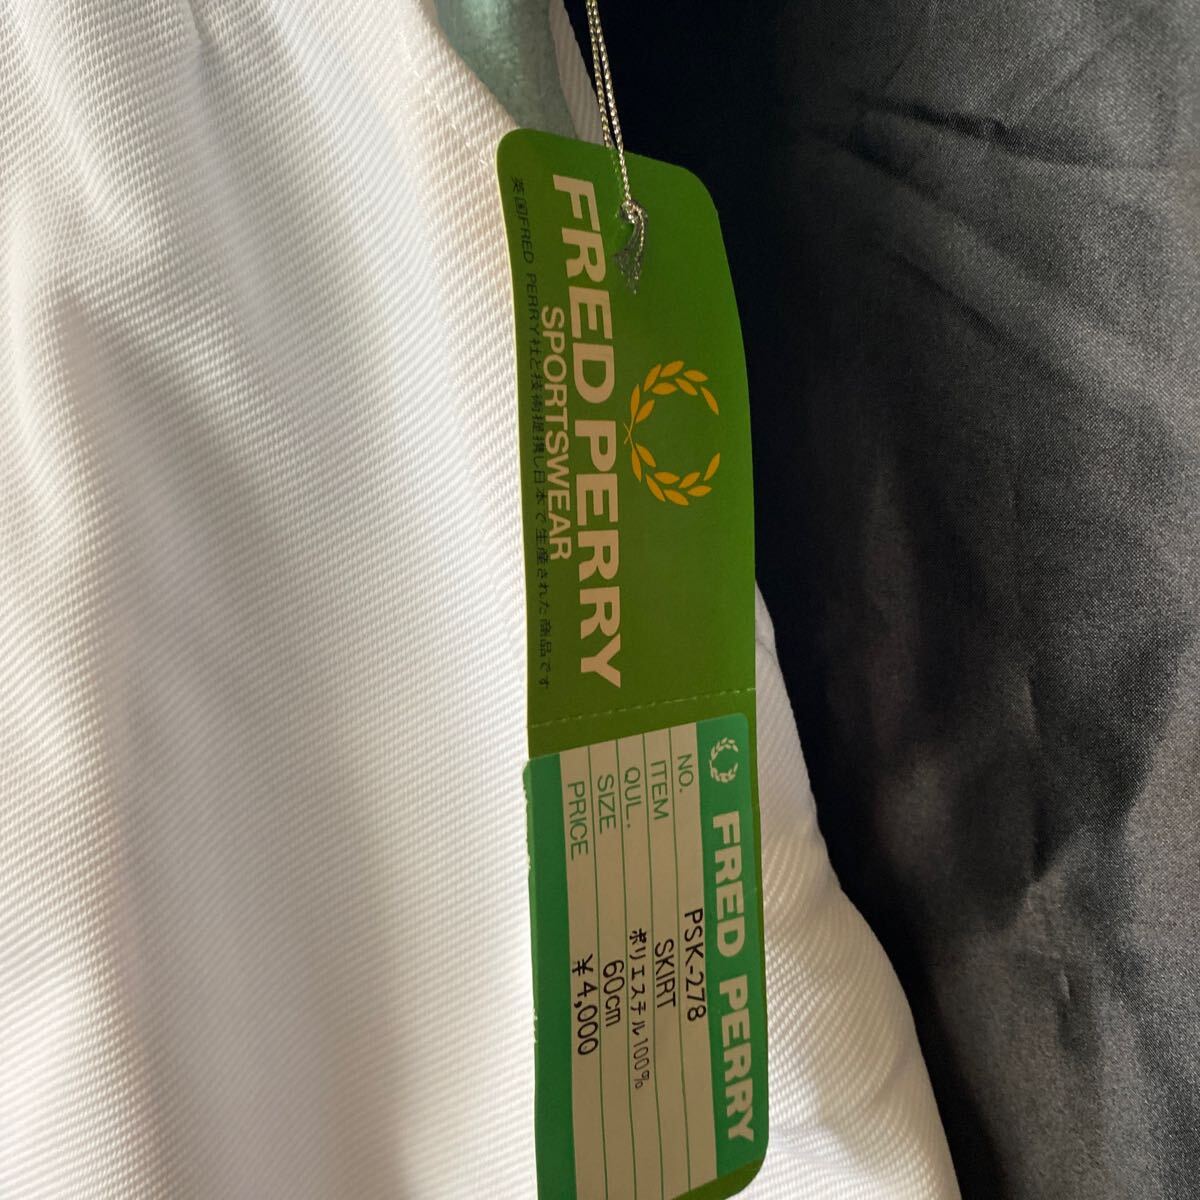 FRED PERRY
SPORTSWEAR
英国FRED PERRY社と技術提携し日本で生産された商品です
FRED PERRY
NO. PSK-278
ITEM SKIRT
QUL. ポリエステル100%
SIZE 60cm
PRICE ¥4,000